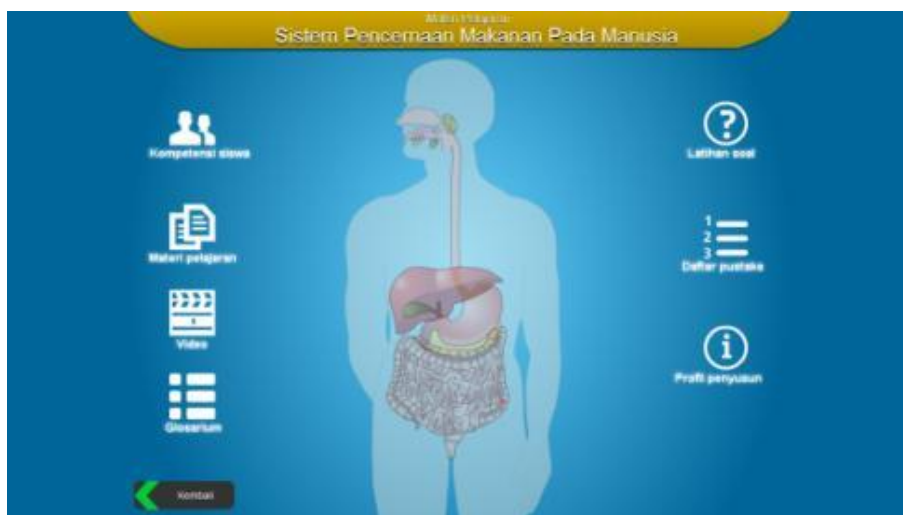 Materi Pelajaran
Sistem Pencernaan Makanan Pada Manusia
Kompetensi siswa
Materi pelajaran
Video
Glosarium
Kembali
?
Latihan soal
1
2
3
Daftar pustaka
i
Profil penyusun